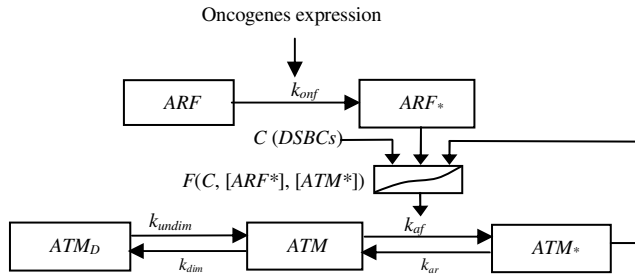 Oncogenes expression
k_onf
ARF
ARF*
C (DSBCs)
F(C, [ARF*], [ATM*])
k_undim
k_af
ATM_D
ATM
ATM*
k_dim
k_ar